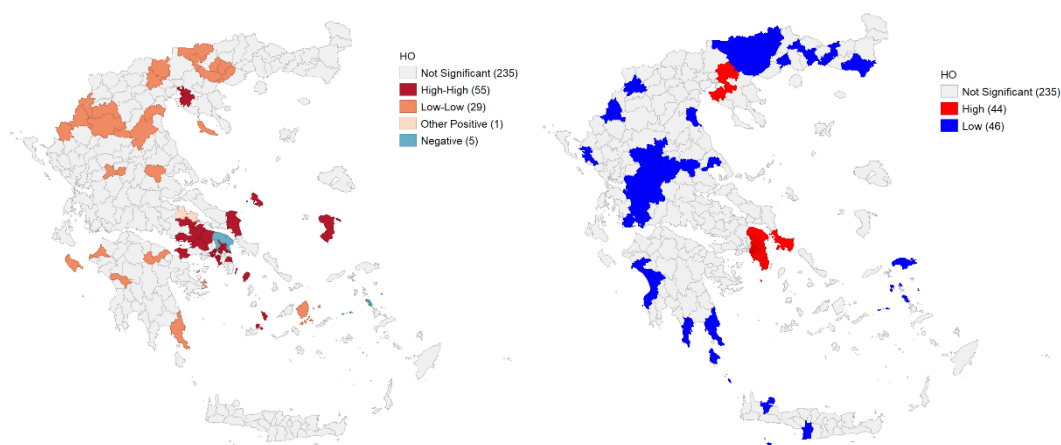 HO
Not Significant (235)
High-High (55)
Low-Low (29)
Other Positive (1)
Negative (5)
HO
Not Significant (235)
High (44)
Low (46)